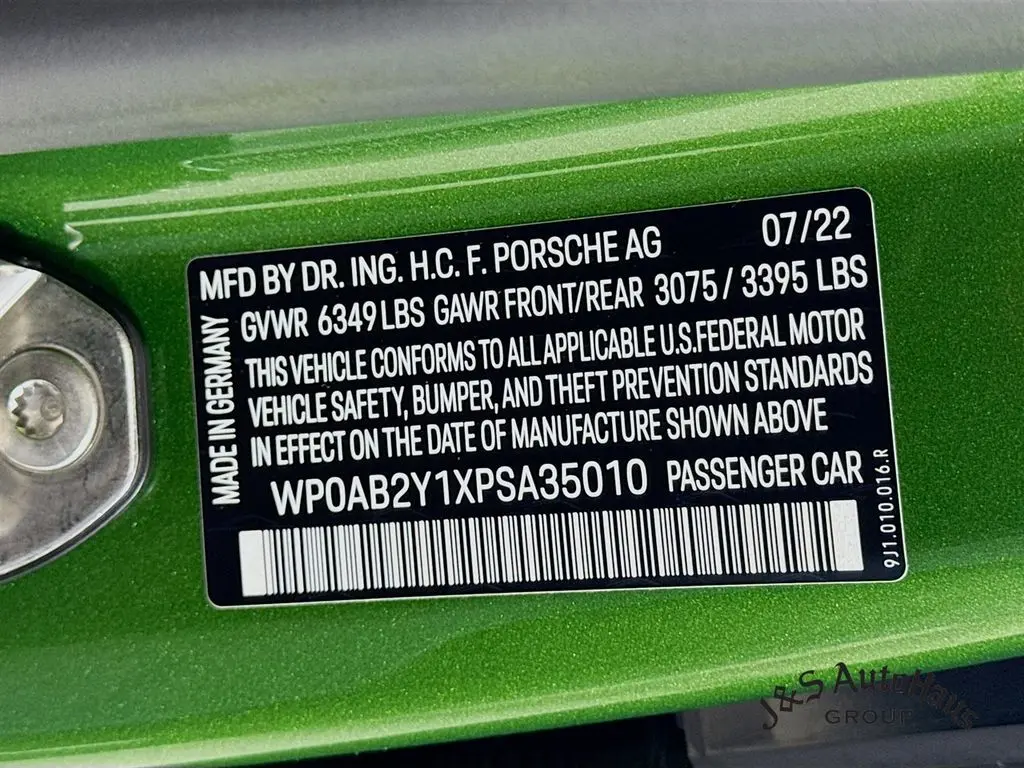 MFD BY DR. ING. H.C. F. PORSCHE AG 07/22
GVWR 6349 LBS GAWR FRONT/REAR 3075 / 3395 LBS
THIS VEHICLE CONFORMS TO ALL APPLICABLE U.S.FEDERAL MOTOR
VEHICLE SAFETY, BUMPER, AND THEFT PREVENTION STANDARDS
IN EFFECT ON THE DATE OF MANUFACTURE SHOWN ABOVE
WP0AB2Y1XPSA35010 PASSENGER CAR
MADE IN GERMANY
9J1.010.016.R
J&S AutoHaus
GROUP